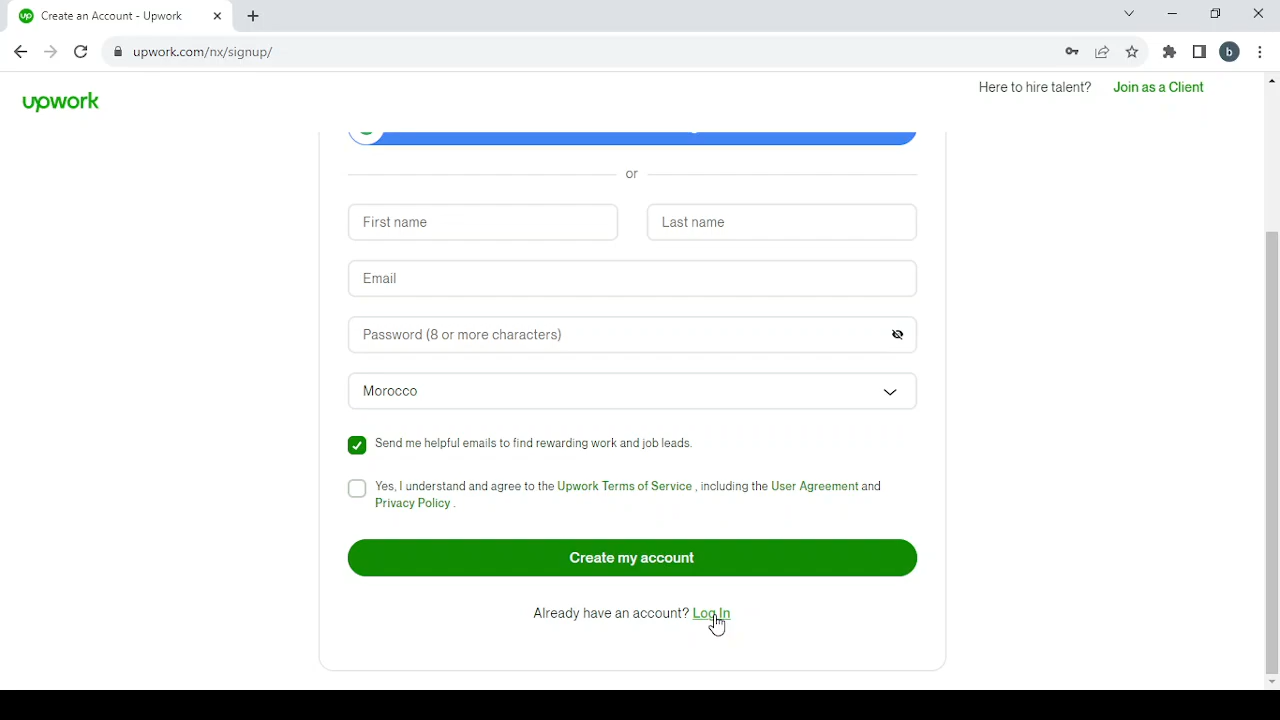 Create an Account - Upwork
upwork.com/nx/signup/
b
upwork
Here to hire talent? Join as a Client
or
First name
Last name
Email
Password (8 or more characters)
Morocco
Send me helpful emails to find rewarding work and job leads.
Yes, I understand and agree to the Upwork Terms of Service , including the User Agreement and
Privacy Policy .
Create my account
Already have an account? Log In